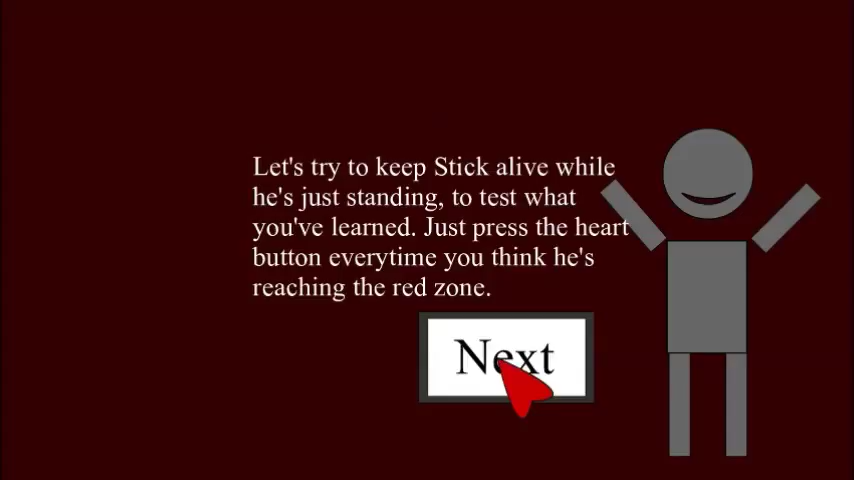 Let's try to keep Stick alive while
he's just standing, to test what
you've learned. Just press the heart
button everytime you think he's
reaching the red zone.
Next